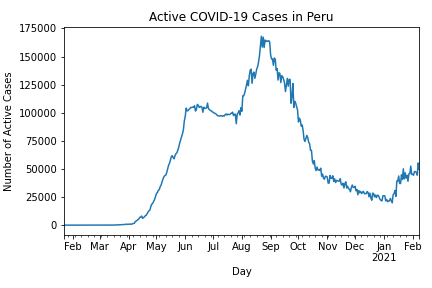 Active COVID-19 Cases in Peru
Number of Active Cases
175000
150000
125000
100000
75000
50000
25000
0
Feb Mar Apr May Jun Jul Aug Sep Oct Nov Dec Jan Feb
2021
Day